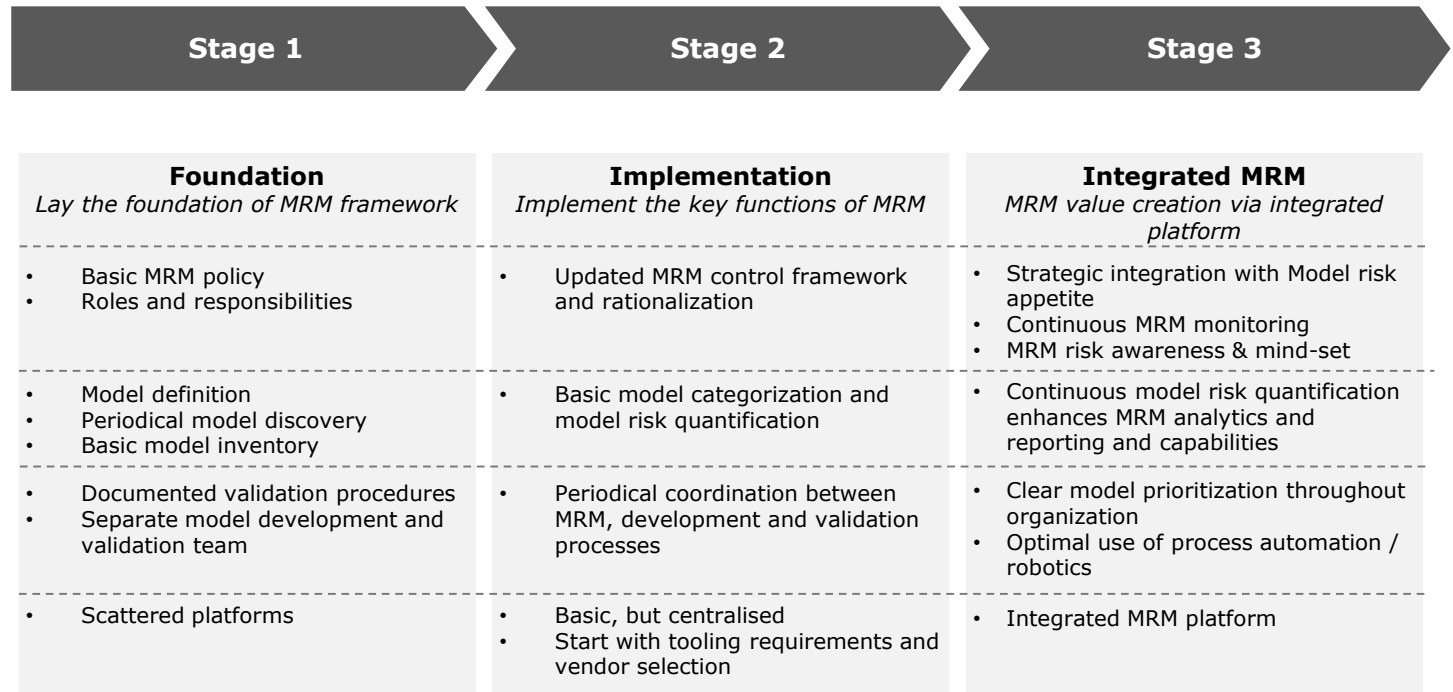 Stage 1
Stage 2
Stage 3
Foundation
Lay the foundation of MRM framework
Implementation
Implement the key functions of MRM
Integrated MRM
MRM value creation via integrated
platform
• Basic MRM policy
• Roles and responsibilities
• Updated MRM control framework
and rationalization
• Strategic integration with Model risk
appetite
• Continuous MRM monitoring
• MRM risk awareness & mind-set
• Model definition
• Periodical model discovery
• Basic model inventory
• Basic model categorization and
model risk quantification
• Continuous model risk quantification
enhances MRM analytics and
reporting and capabilities
• Documented validation procedures
• Separate model development and
validation team
• Periodical coordination between
MRM, development and validation
processes
• Clear model prioritization throughout
organization
• Optimal use of process automation /
robotics
• Scattered platforms
• Basic, but centralised
• Start with tooling requirements and
vendor selection
• Integrated MRM platform